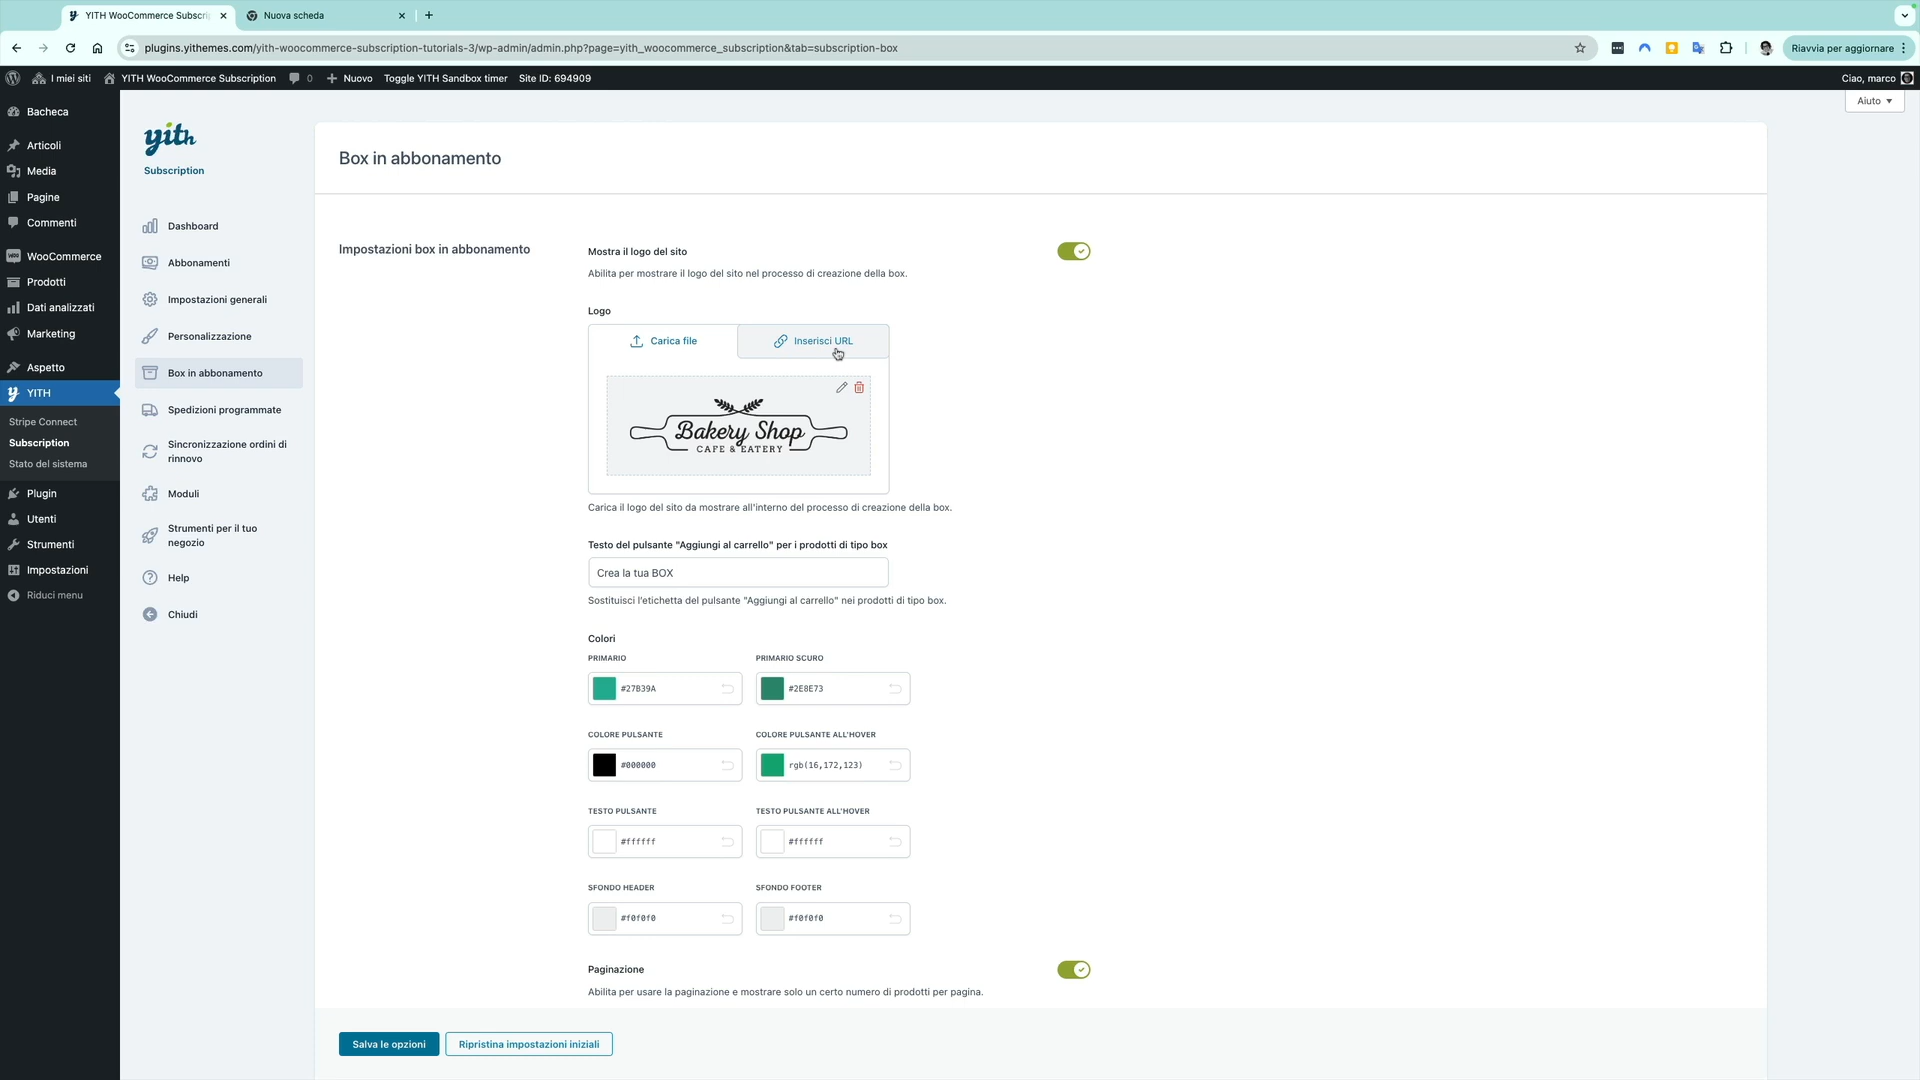 YITH WooCommerce Subscri
Nuova scheda
plugins.yithemes.com/yith-woocommerce-subscription-tutorials-3/wp-admin/admin.php?page=yith_woocommerce_subscription&tab=subscription-box
Riavvia per aggiornare
I miei siti
YITH WooCommerce Subscription
0
Nuovo
Toggle YITH Sandbox timer
Site ID: 694909
Ciao, marco
Aiuto
Bacheca
Articoli
Media
Pagine
Commenti
WooCommerce
Prodotti
Dati analizzati
Marketing
Aspetto
YITH
Stripe Connect
Subscription
Stato del sistema
Plugin
Utenti
Strumenti
Impostazioni
Riduci menu
yith
Subscription
Dashboard
Abbonamenti
Impostazioni generali
Personalizzazione
Box in abbonamento
Spedizioni programmate
Sincronizzazione ordini di
rinnovo
Moduli
Strumenti per il tuo
negozio
Help
Chiudi
Box in abbonamento
Impostazioni box in abbonamento
Mostra il logo del sito
Abilita per mostrare il logo del sito nel processo di creazione della box.
Logo
Carica file
Inserisci URL
Bakery Shop
CAFE & EATERY
Carica il logo del sito da mostrare all'interno del processo di creazione della box.
Testo del pulsante "Aggiungi al carrello" per i prodotti di tipo box
Crea la tua BOX
Sostituisci l'etichetta del pulsante "Aggiungi al carrello" nei prodotti di tipo box.
Colori
PRIMARIO
PRIMARIO SCURO
#27B39A
#2E8E73
COLORE PULSANTE
COLORE PULSANTE ALL'HOVER
#000000
rgb(16,172,123)
TESTO PULSANTE
TESTO PULSANTE ALL'HOVER
#ffffff
#ffffff
SFONDO HEADER
SFONDO FOOTER
#f0f0f0
#f0f0f0
Paginazione
Abilita per usare la paginazione e mostrare solo un certo numero di prodotti per pagina.
Salva le opzioni
Ripristina impostazioni iniziali